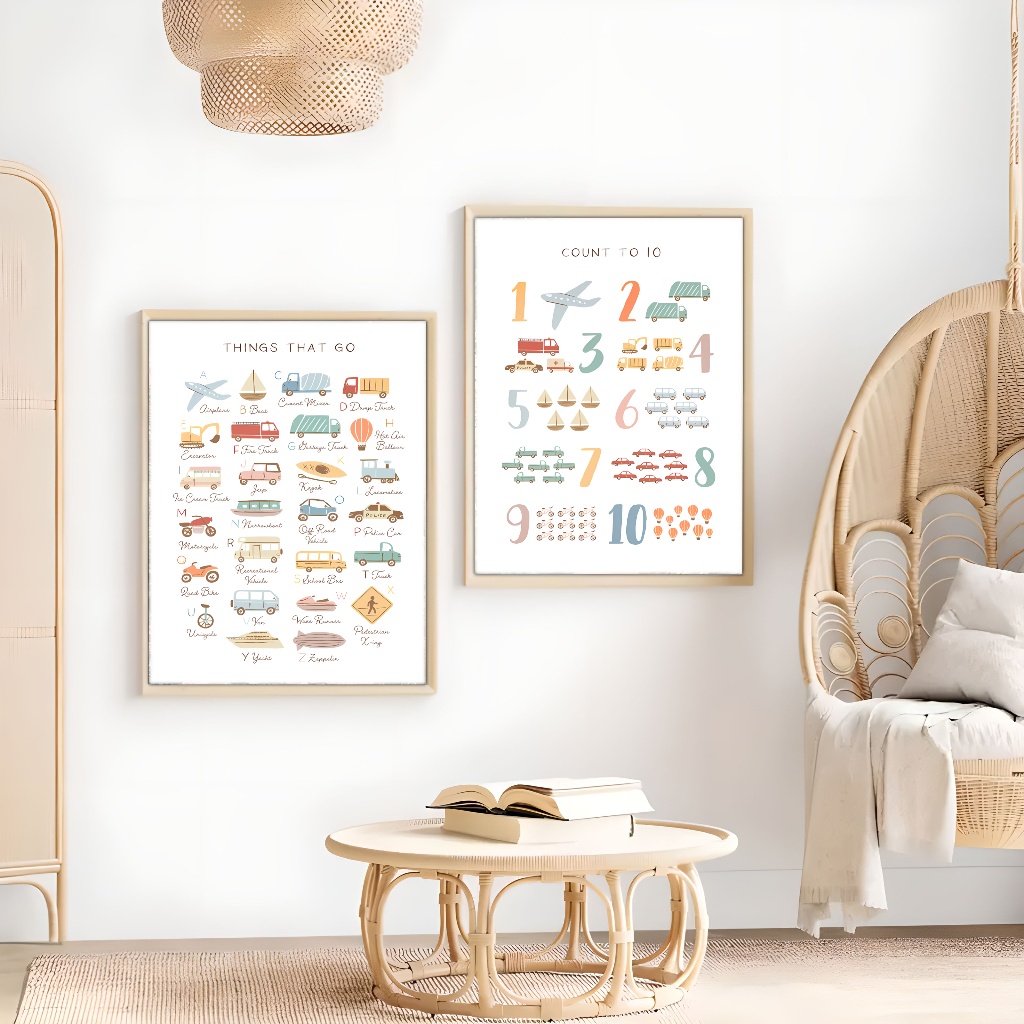 THINGS THAT GO
A
Airplane
B Boat
C
Cement Mixer
D Dump Truck
E
Excavator
F Fire Truck
G Garbage Truck
H
Hot Air
Balloon
I
Ice Cream Truck
J
Jeep
K
Kayak
L
Locomotive
M
Motorcycle
N Narrowboat
O
Off Road
Vehicle
POLICE
P Police Car
Q
Quad Bike
R
Recreational
Vehicle
S School Bus
T Truck
U
Unicycle
V Van
W
Wave Runner
X
Pedestrian
X-ing
Y Yacht
Z Zeppelin
COUNT TO 10
1
2
3
4
5
6
7
8
9
10